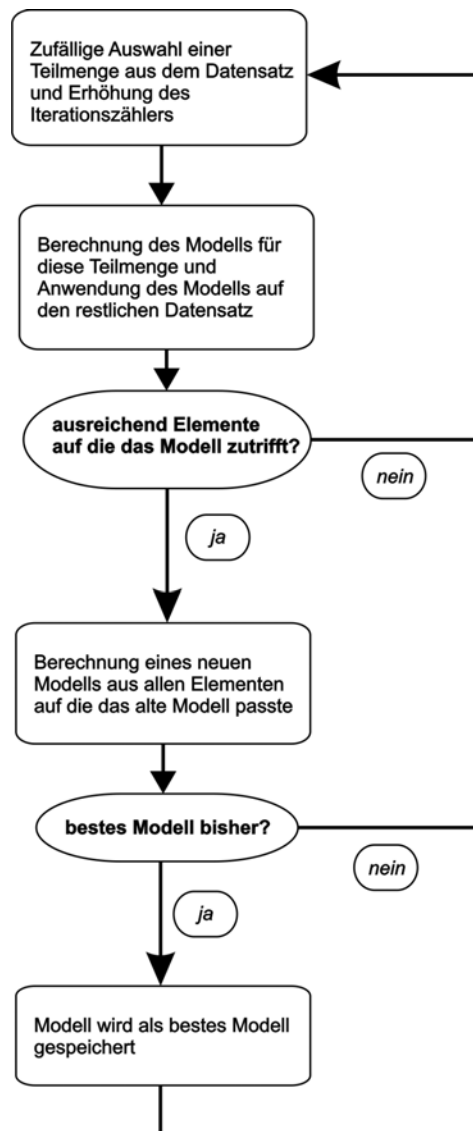 Zufällige Auswahl einer
Teilmenge aus dem Datensatz
und Erhöhung des
Iterationszählers
Berechnung des Modells für
diese Teilmenge und
Anwendung des Modells auf
den restlichen Datensatz
ausreichend Elemente
auf die das Modell zutrifft?
nein
ja
Berechnung eines neuen
Modells aus allen Elementen
auf die das alte Modell passte
bestes Modell bisher?
nein
ja
Modell wird als bestes Modell
gespeichert